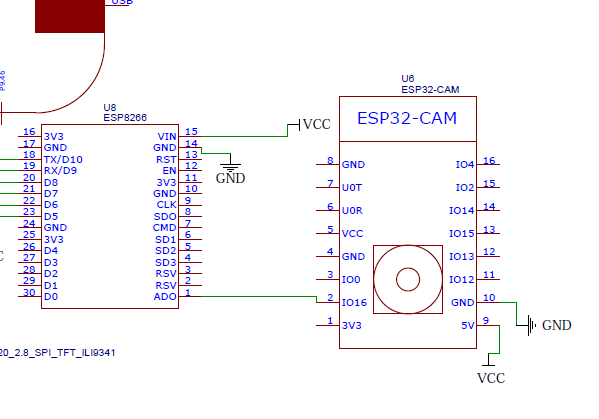 USB
P9,46
U8
ESP8266
16 3V3 VIN 15
17 GND GND 14
18 TX/D10 RST 13
19 RX/D9 EN 12
20 D8 3V3 11
21 D7 GND 10
22 D6 CLK 9
23 D5 SDO 8
24 GND CMD 7
25 3V3 SD1 6
26 D4 SD2 5
27 D3 SD3 4
28 D2 RSV 3
29 D1 RSV 2
30 D0 ADO 1
VCC
GND
C
20_2.8_SPI_TFT_ILI9341
U6
ESP32-CAM
ESP32-CAM
8 GND IO4 16
7 U0T IO2 15
6 U0R IO14 14
5 VCC IO15 13
4 GND IO13 12
3 IO0 IO12 11
2 IO16 GND 10
1 3V3 5V 9
GND
VCC